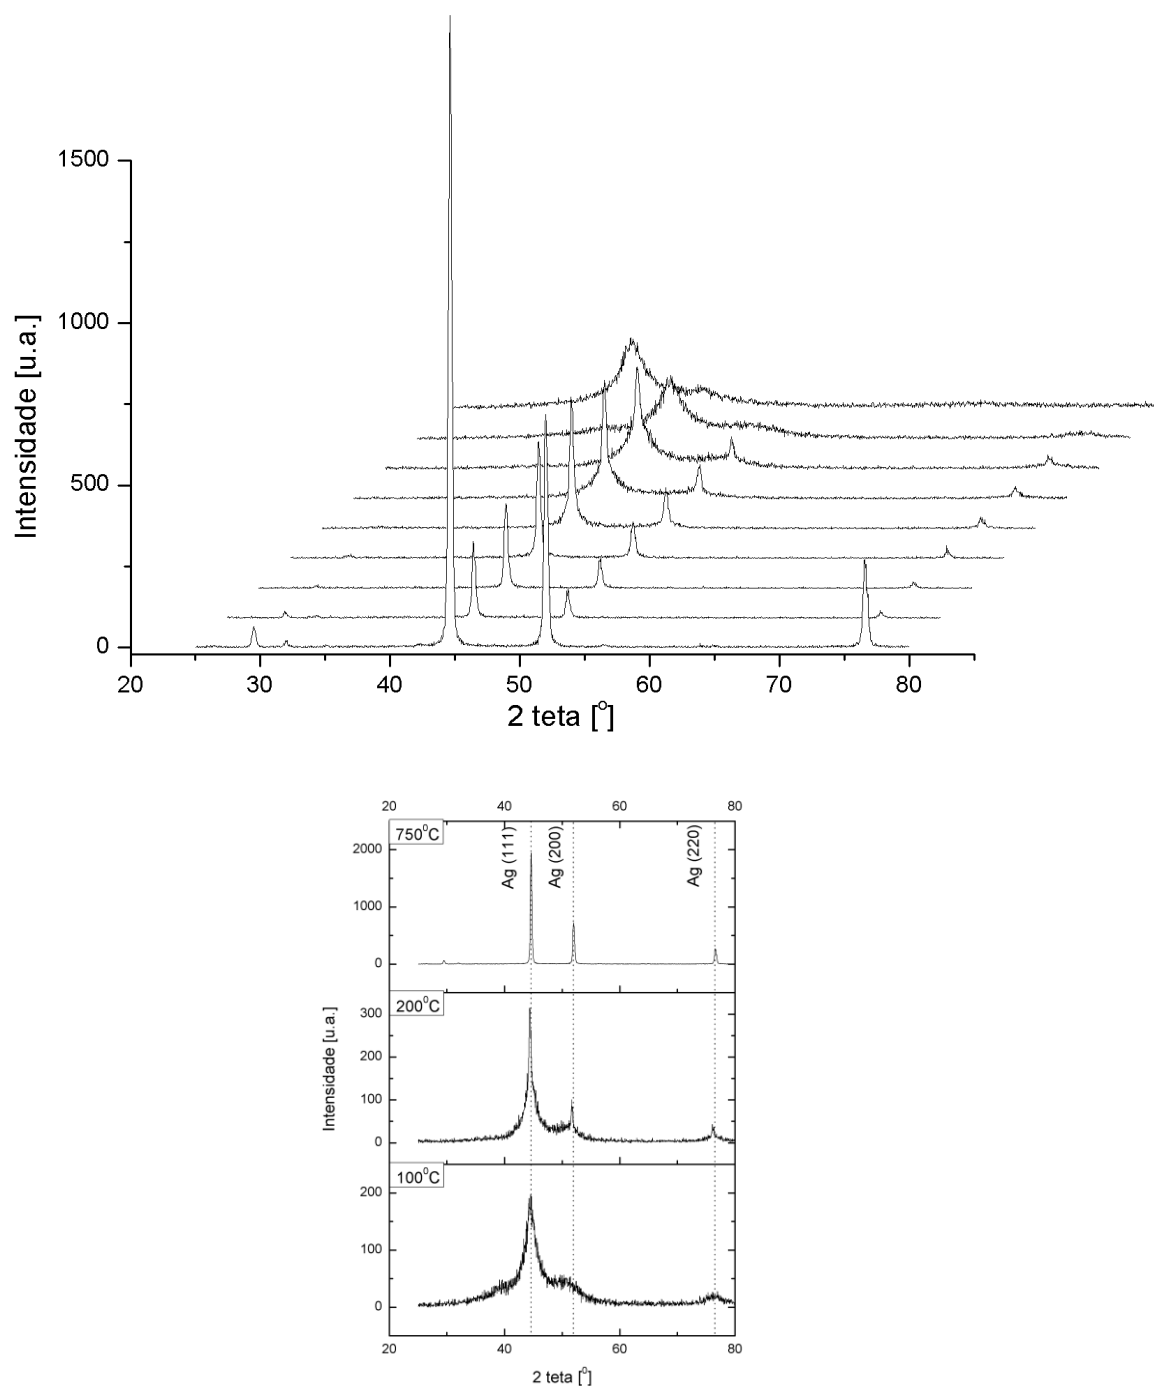 1500
1000
500
0
Intensidade [u.a.]
20 30 40 50 60 70 80
2 teta [°]
20 40 60 80
750°C
Ag (111)
Ag (200)
Ag (220)
2000
1000
0
200°C
300
200
100
0
Intensidade [u.a.]
100°C
200
100
0
20 40 60 80
2 teta [°]